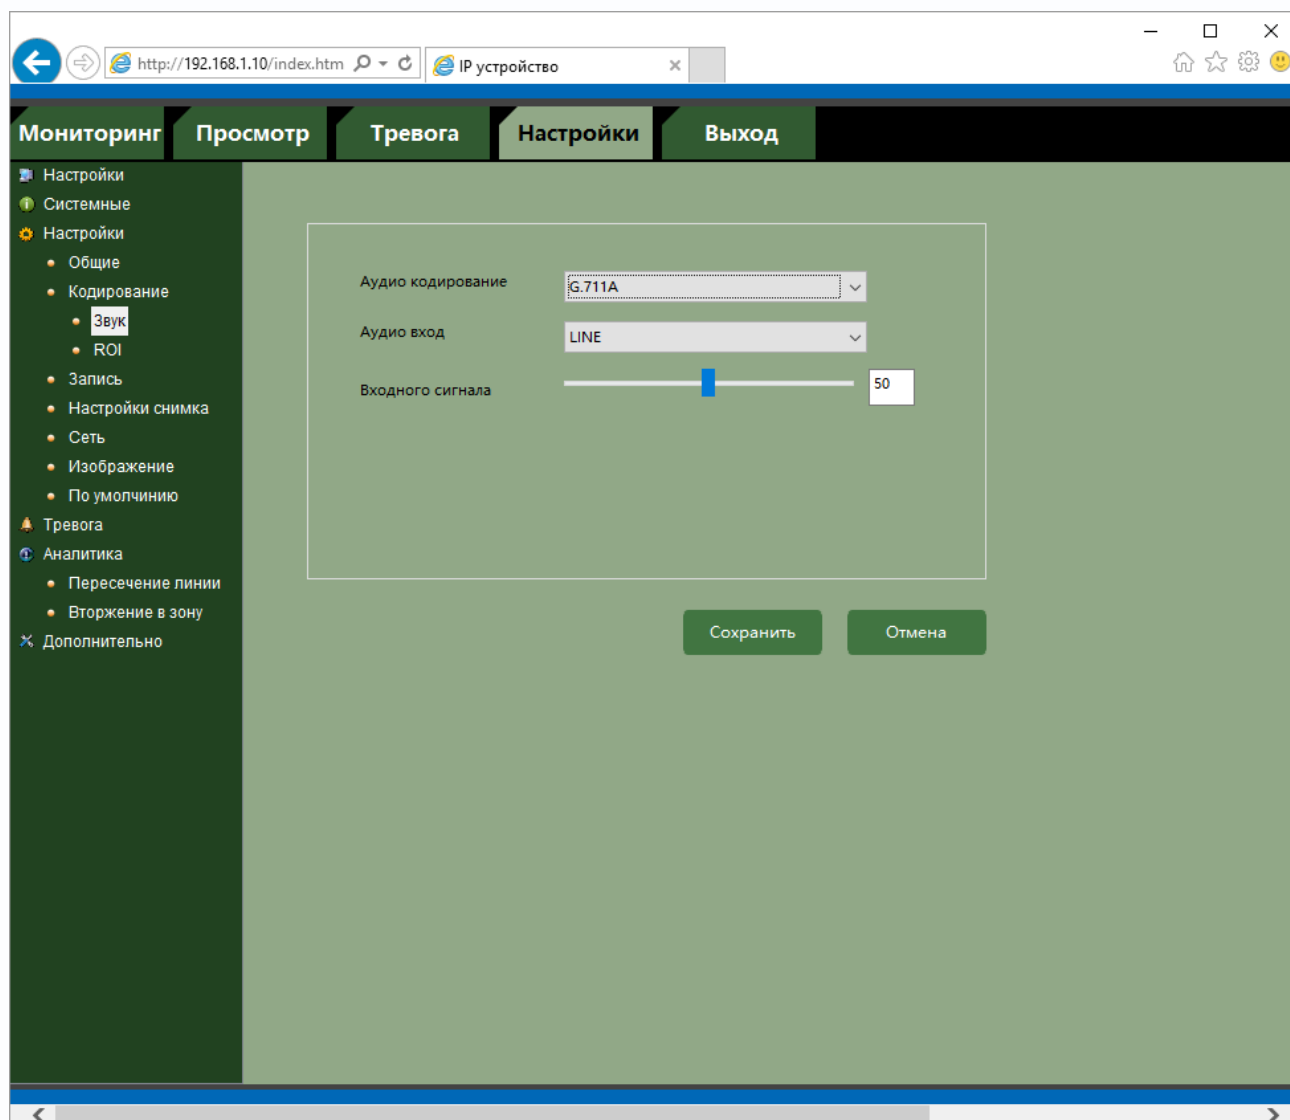 http://192.168.1.10/index.htm
IP устройство
Мониторинг Просмотр Тревога Настройки Выход
Настройки
Системные
Настройки
Общие
Кодирование
Звук
ROI
Запись
Настройки снимка
Сеть
Изображение
По умолчинию
Тревога
Аналитика
Пересечение линии
Вторжение в зону
Дополнительно
Аудио кодирование G.711A
Аудио вход LINE
Входного сигнала 50
Сохранить Отмена